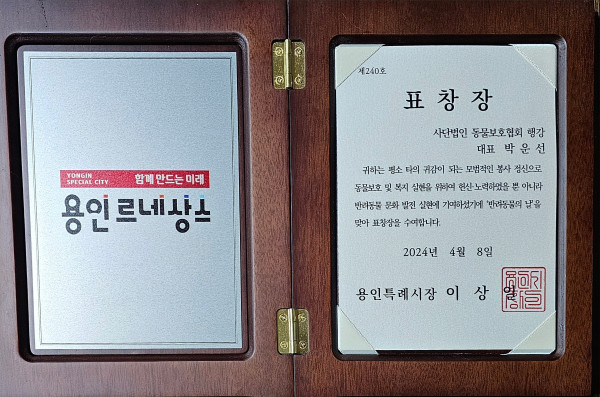 YONGIN
SPECIAL CITY
함께 만드는 미래
용인 르네상스
제240호
표 창 장
사단법인 동물보호협회 행강
대표 박 운 선
귀하는 평소 타의 귀감이 되는 모범적인 봉사 정신으로
동물보호 및 복지 실현을 위하여 헌신·노력하였을 뿐 아니라
반려동물 문화 발전 실현에 기여하셨기에 '반려동물의 날'을
맞아 표창장을 수여합니다.
2024년 4월 8일
용인특례시장 이 상 일